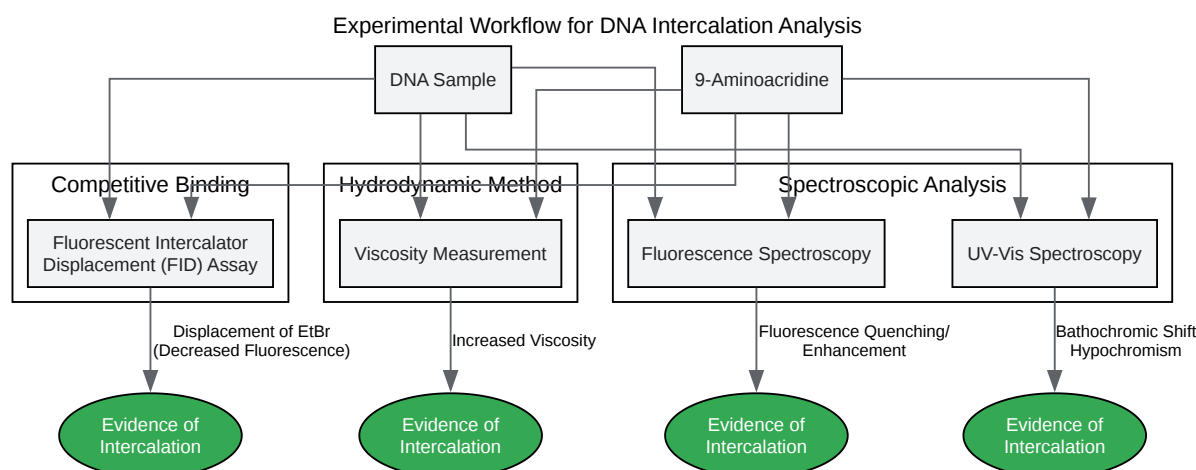 Experimental Workflow for DNA Intercalation Analysis
DNA Sample
9-Aminoacridine
Competitive Binding
Hydrodynamic Method
Spectroscopic Analysis
Fluorescent Intercalator
Displacement (FID) Assay
Viscosity Measurement
Fluorescence Spectroscopy
UV-Vis Spectroscopy
Displacement of EtBr
(Decreased Fluorescence)
Increased Viscosity
Fluorescence Quenching/
Enhancement
Bathochromic Shift
Hypochromism
Evidence of
Intercalation
Evidence of
Intercalation
Evidence of
Intercalation
Evidence of
Intercalation